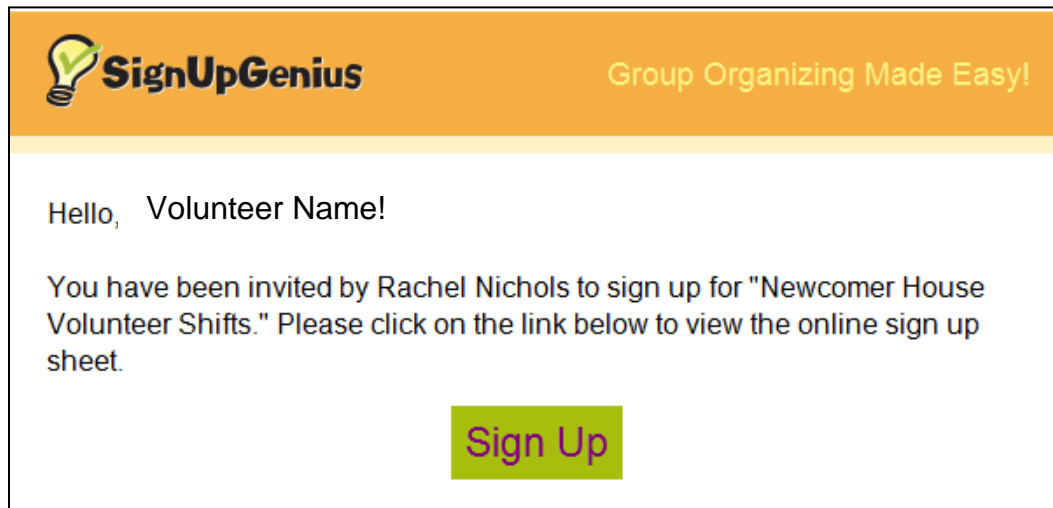 SignUpGenius
Group Organizing Made Easy!
Hello, Volunteer Name!
You have been invited by Rachel Nichols to sign up for "Newcomer House
Volunteer Shifts." Please click on the link below to view the online sign up
sheet.
Sign Up